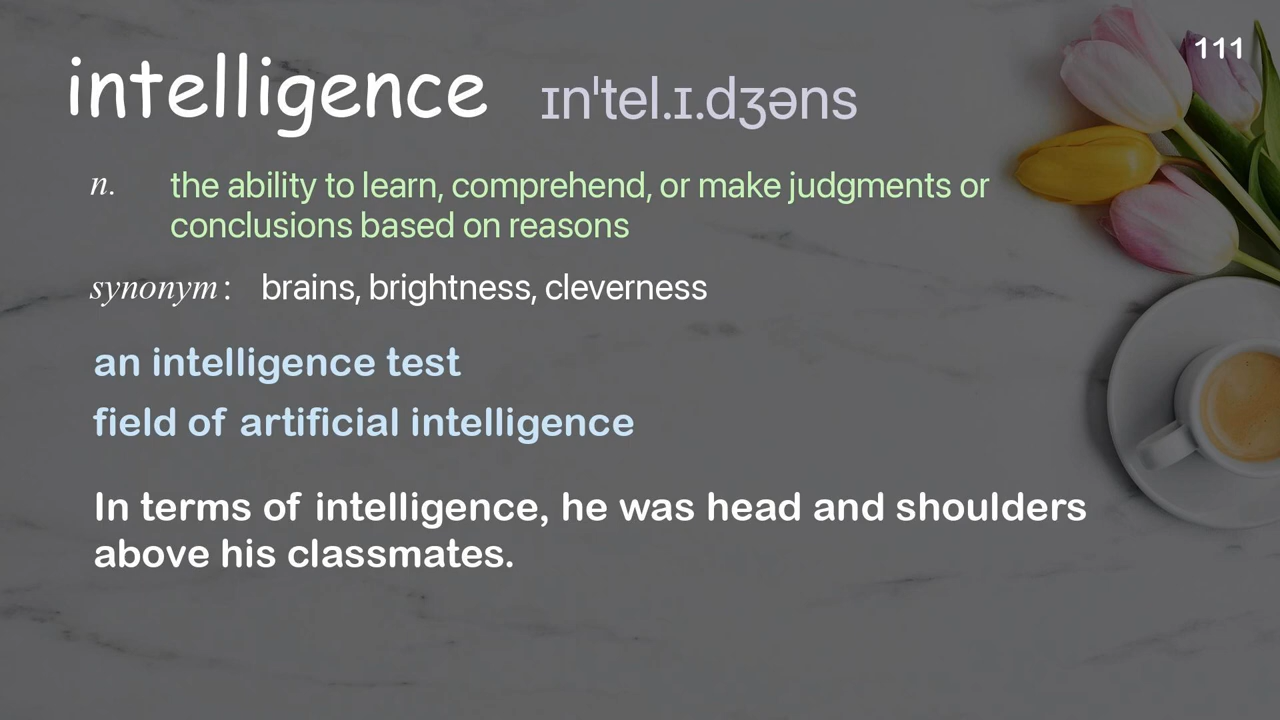 111
intelligence ɪnˈtel.ɪ.dʒəns
n. the ability to learn, comprehend, or make judgments or
conclusions based on reasons
synonym: brains, brightness, cleverness
an intelligence test
field of artificial intelligence
In terms of intelligence, he was head and shoulders
above his classmates.